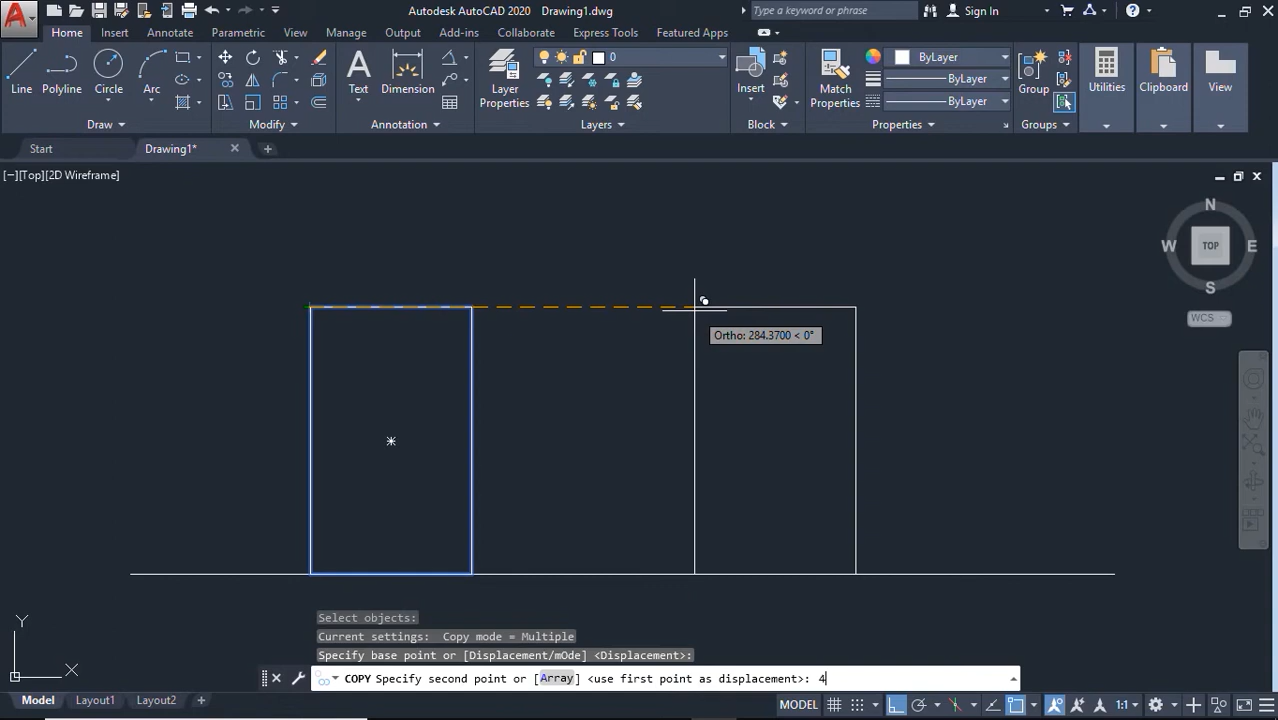 Autodesk AutoCAD 2020 Drawing1.dwg
Type a keyword or phrase
Sign In
Home Insert Annotate Parametric View Manage Output Add-ins Collaborate Express Tools Featured Apps
Line Polyline Circle Arc
Text Dimension
Layer Properties
0
Insert
Match Properties
ByLayer
ByLayer
ByLayer
Group
Utilities
Clipboard
View
Draw Modify Annotation Layers Block Properties Groups
Start Drawing1*
[−][Top][2D Wireframe]
N
W TOP E
S
WCS
Ortho: 284.3700 < 0°
Y
X
Select objects:
Current settings: Copy mode = Multiple
Specify base point or [Displacement/mOde] <Displacement>:
COPY Specify second point or [Array] <use first point as displacement>: 4
Model Layout1 Layout2
MODEL
1:1